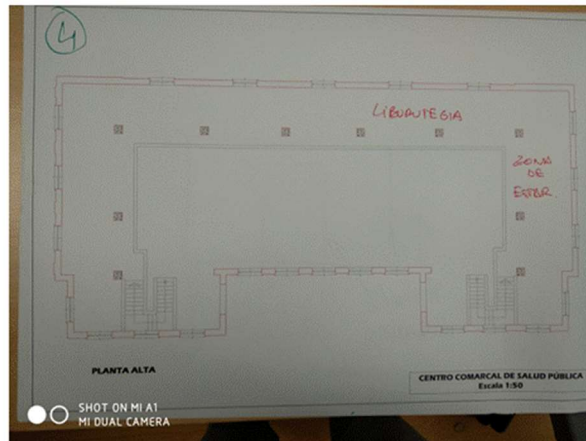 4
LIBURUTEGIA
ZONA
DE
ESTAR.
PLANTA ALTA
CENTRO COMARCAL DE SALUD PÚBLICA
Escala 1:50
SHOT ON MI A1
MI DUAL CAMERA